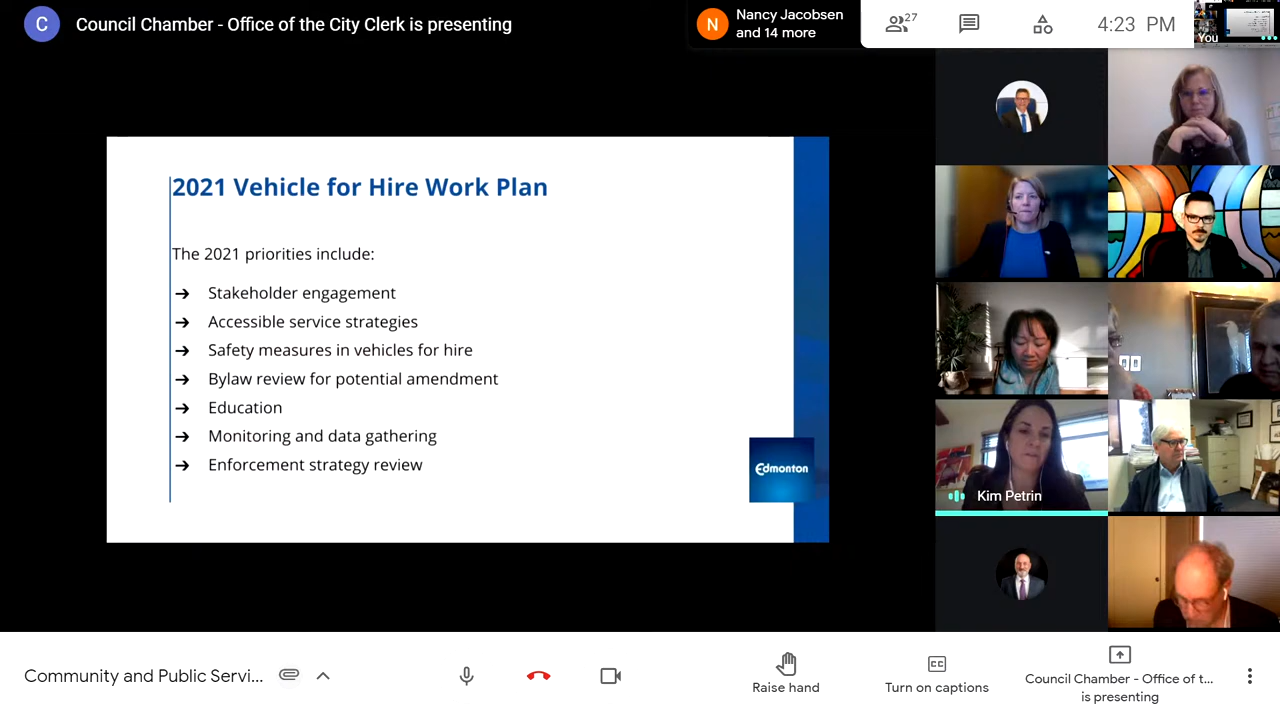 C
Council Chamber - Office of the City Clerk is presenting
N
Nancy Jacobsen
and 14 more
27
4:23 PM
You
2021 Vehicle for Hire Work Plan
The 2021 priorities include:
➔ Stakeholder engagement
➔ Accessible service strategies
➔ Safety measures in vehicles for hire
➔ Bylaw review for potential amendment
➔ Education
➔ Monitoring and data gathering
➔ Enforcement strategy review
Edmonton
Kim Petrin
Community and Public Servi...
Raise hand
CC
Turn on captions
Council Chamber - Office of t...
is presenting